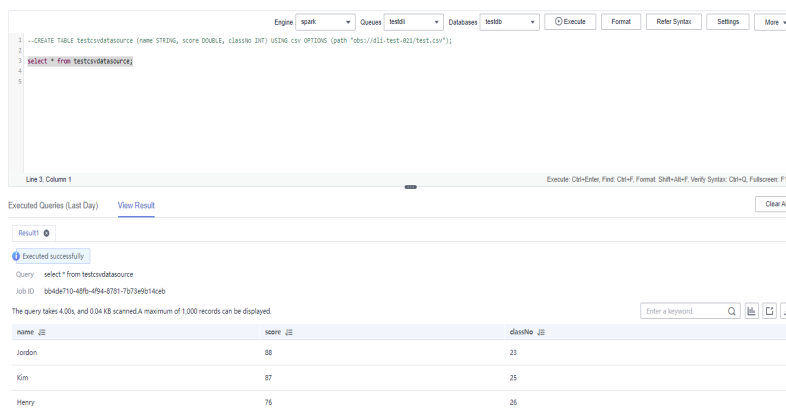 Engine spark Queues testdli Databases testdb Execute Format Refer Syntax Settings More
1 --CREATE TABLE testcsvdatasource (name STRING, score DOUBLE, classNo INT) USING csv OPTIONS (path "obs://dli-test-021/test.csv");
2
3 select * from testcsvdatasource;
4
5
Line 3, Column 1 Execute: Ctrl+Enter, Find: Ctrl+F, Format: Shift+Alt+F, Verify Syntax: Ctrl+Q, Fullscreen: F
Executed Queries (Last Day) View Result Clear Al
Result1
Executed successfully
Query select * from testcsvdatasource
Job ID bb4de710-48fb-4f94-8781-7b73e9b14ceb
The query takes 4.00s, and 0.04 KB scanned.A maximum of 1,000 records can be displayed. Enter a keyword.
name score classNo
Jordon 88 23
Kim 87 25
Henry 76 26